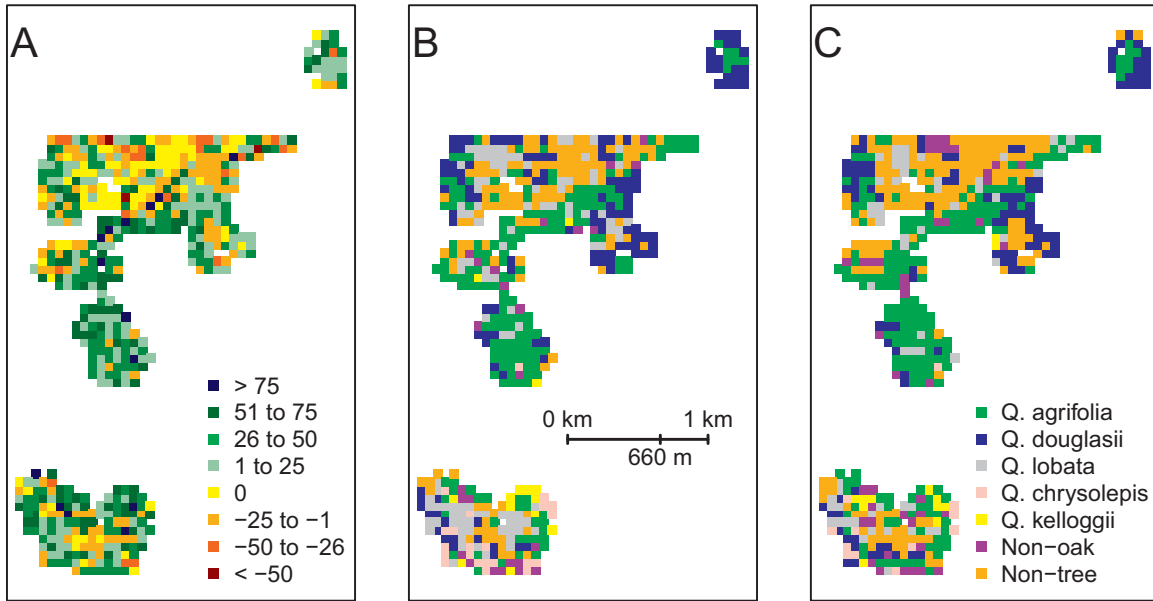 A
B
C
> 75
51 to 75
26 to 50
1 to 25
0
−25 to −1
−50 to −26
< −50
0 km
1 km
660 m
Q. agrifolia
Q. douglasii
Q. lobata
Q. chrysolepis
Q. kelloggii
Non−oak
Non−tree